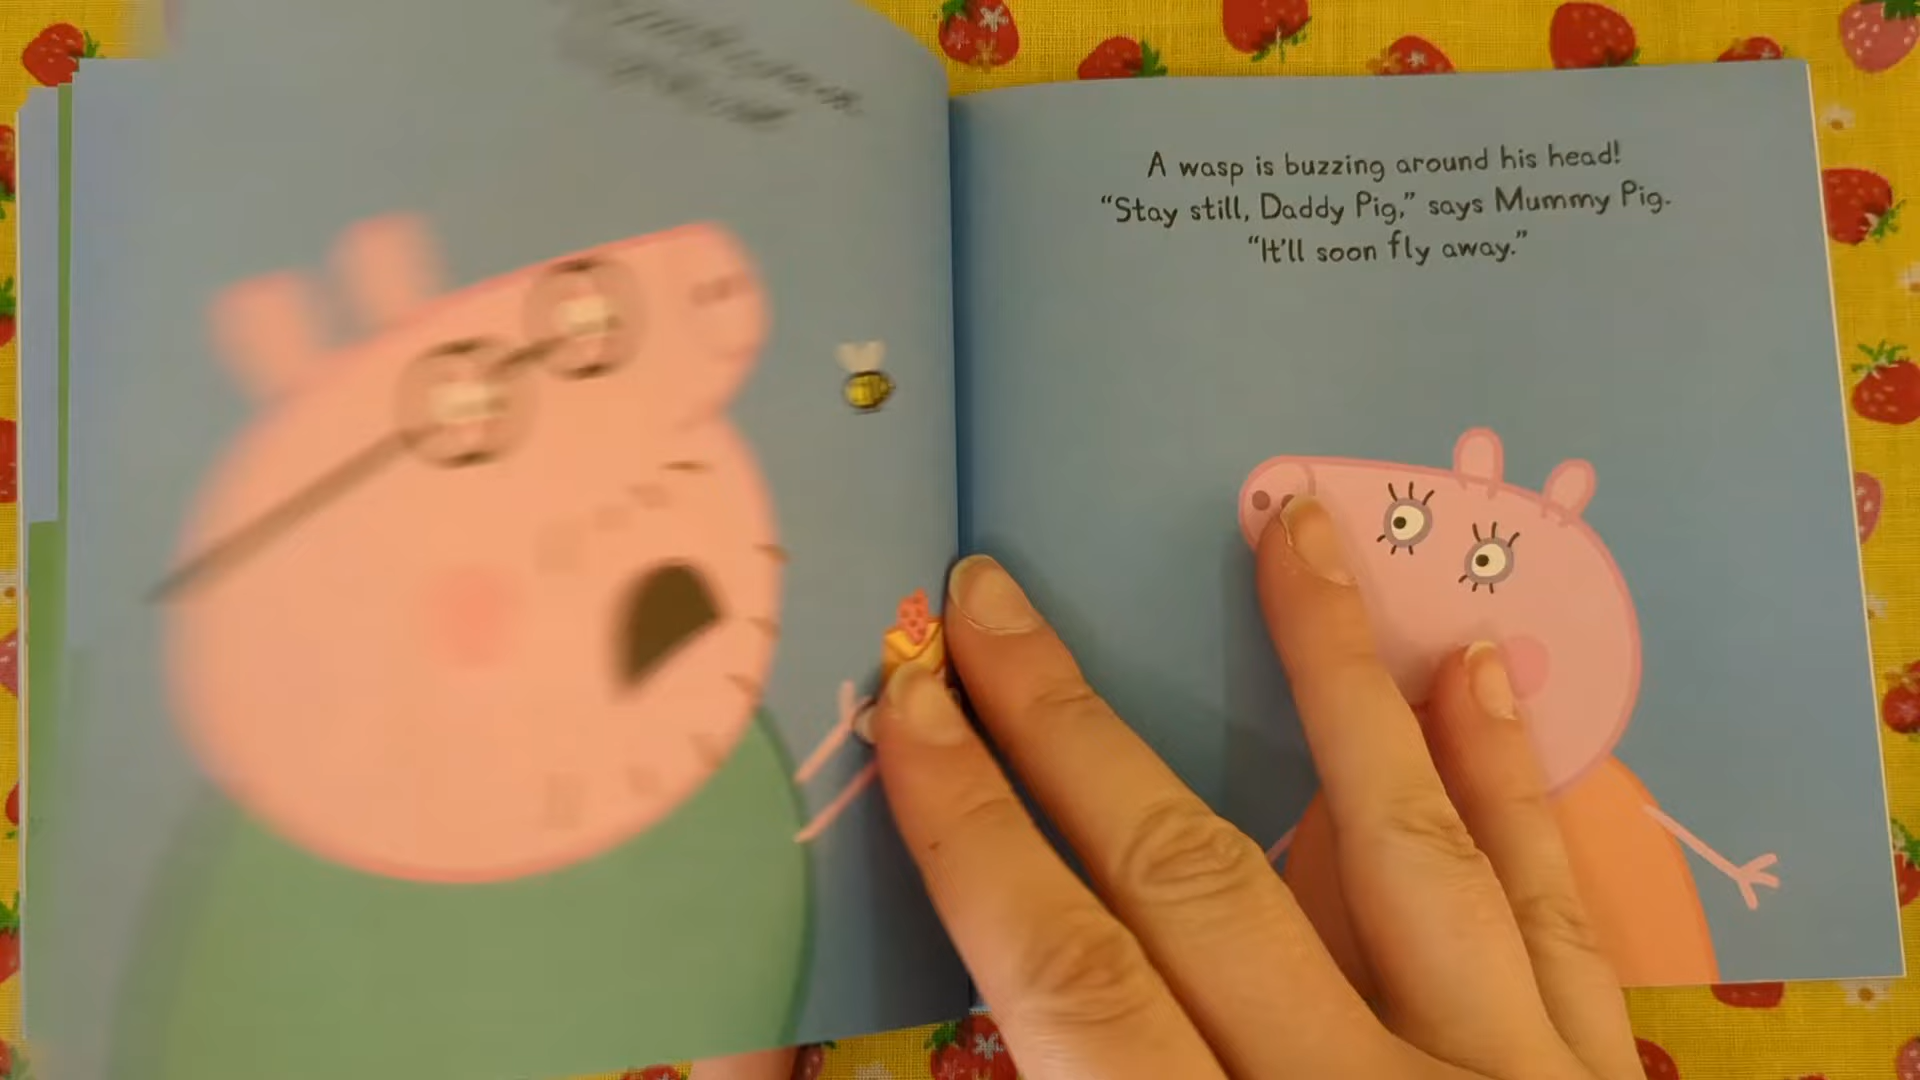 A wasp is buzzing around his head!
“Stay still, Daddy Pig,” says Mummy Pig.
“It'll soon fly away.”